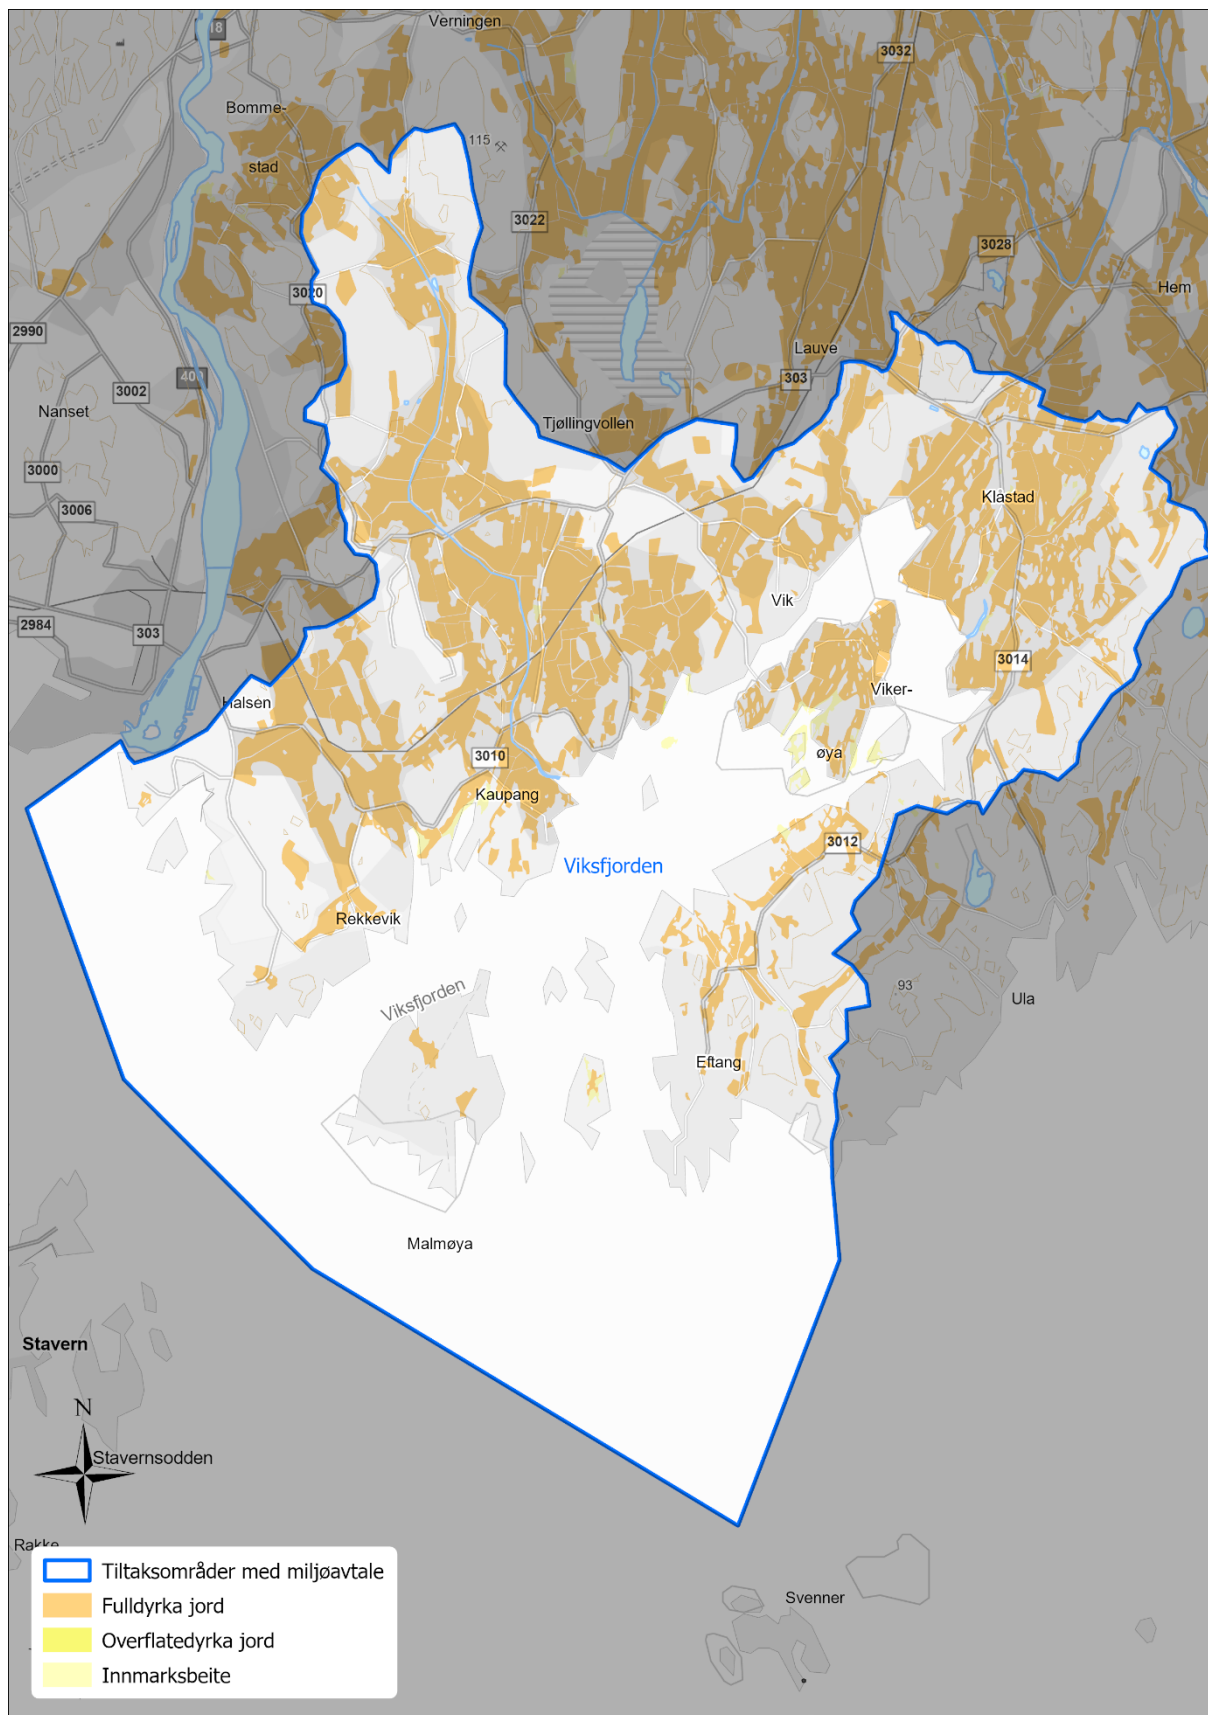 Verningen
18
3032
Bomme-
115
stad
3022
3028
Hem
3020
2990
Lauve
3002
303
Nanset
Tjøllingvollen
3000
Klåstad
3006
Vik
2984
303
3014
Viker-
Halsen
øya
3010
Kaupang
3012
Viksfjorden
Rekkevik
Viksfjorden
93
Ula
Eftang
Malmøya
Stavern
N
Stavernsodden
Rakke
Svenner
Tiltaksområder med miljøavtale
Fulldyrka jord
Overflatedyrka jord
Innmarksbeite